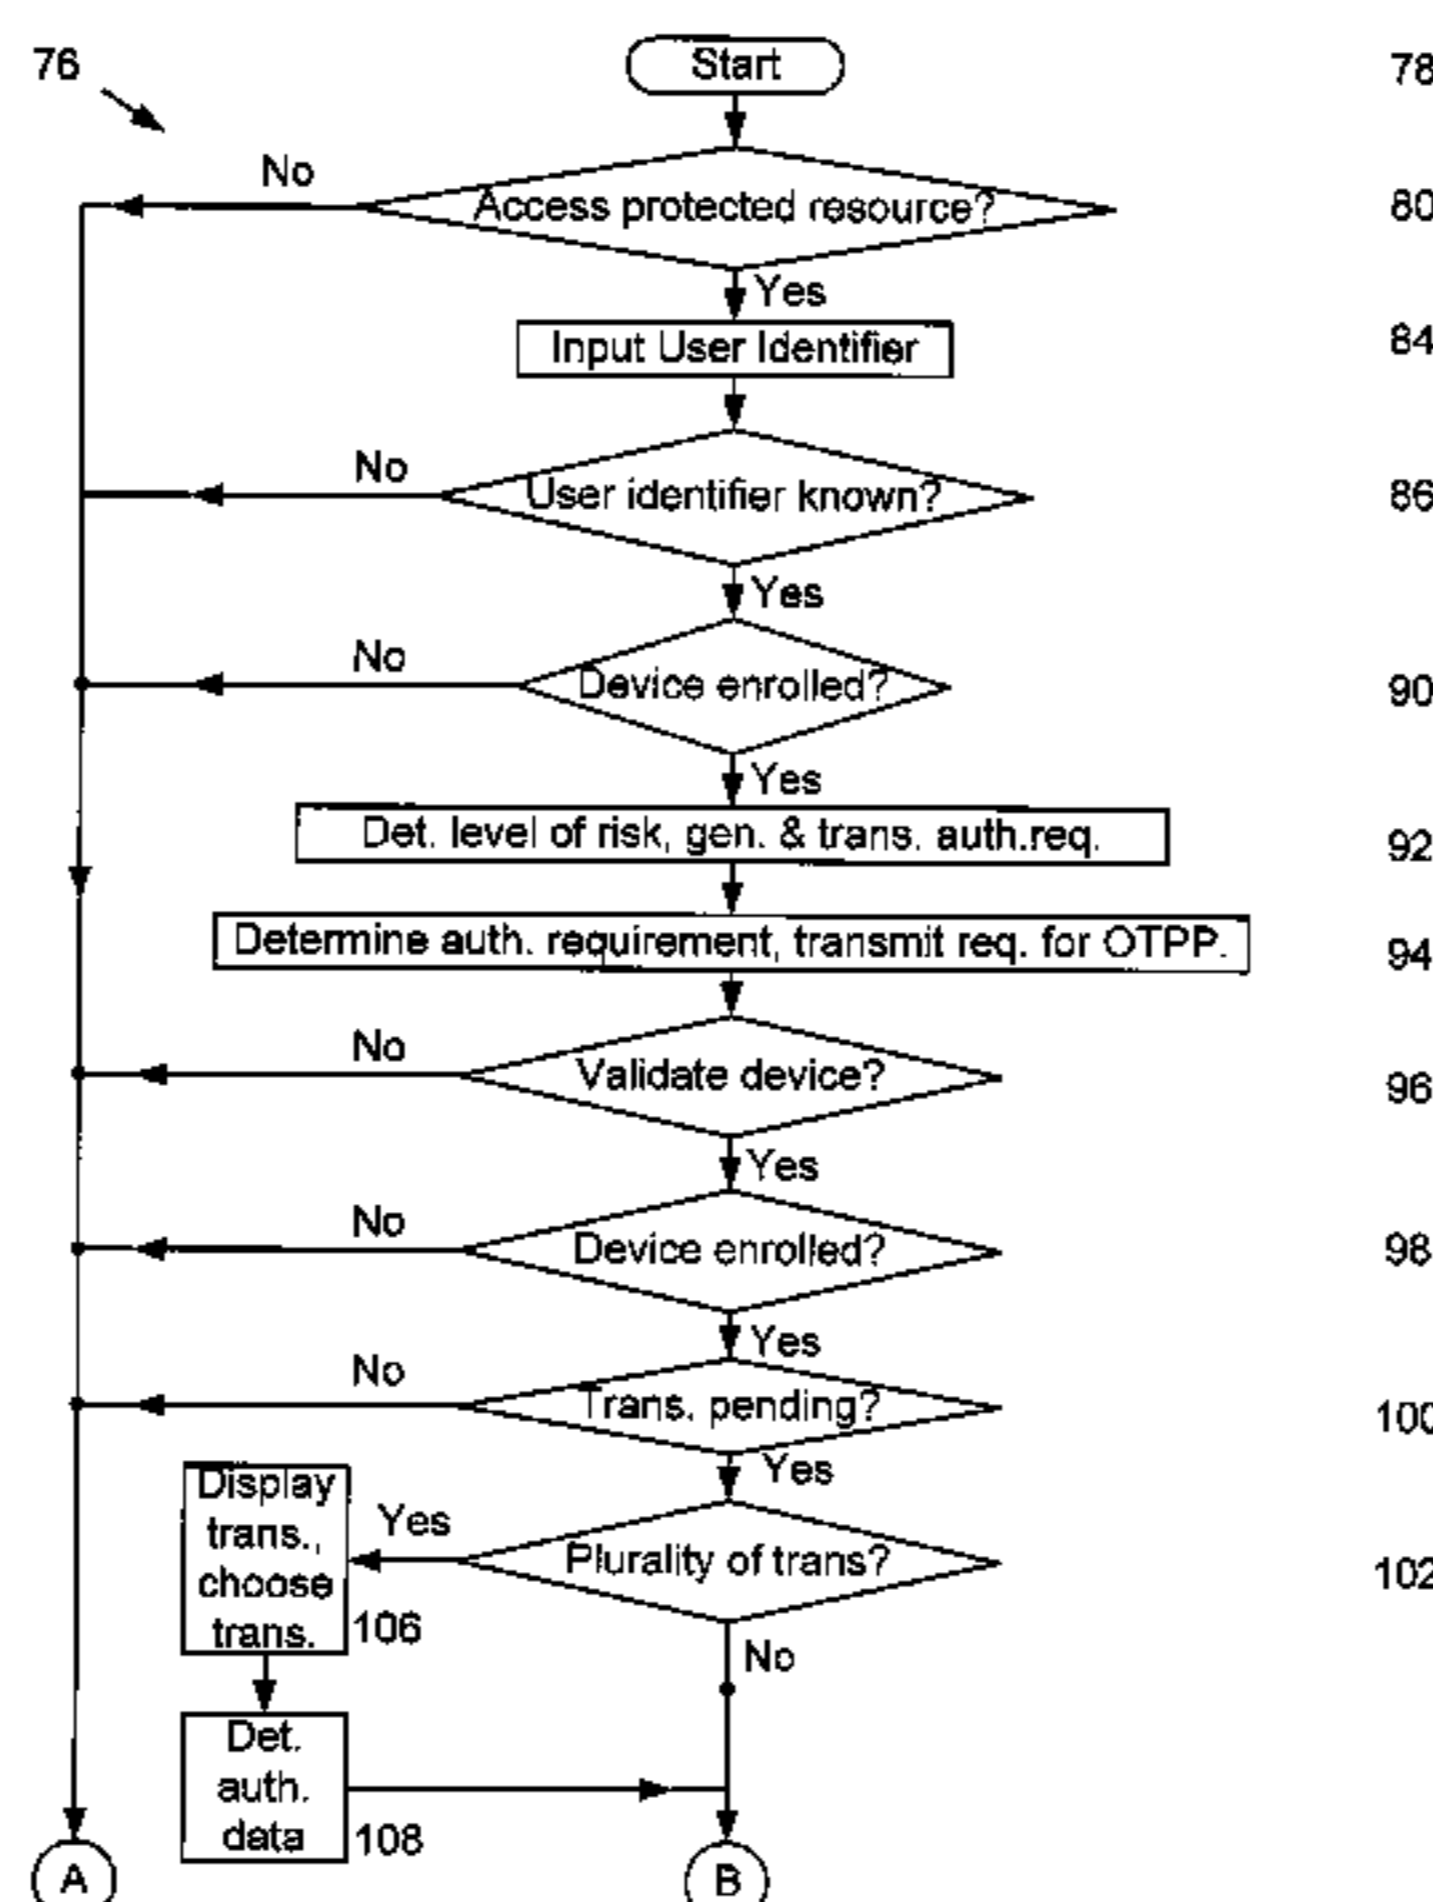 76
Start
78
No
Access protected resource?
80
Yes
Input User Identifier
84
No
User identifier known?
86
Yes
No
Device enrolled?
90
Yes
Det. level of risk, gen. & trans. auth.req.
92
Determine auth. requirement, transmit req. for OTPP.
94
No
Validate device?
96
Yes
No
Device enrolled?
98
Yes
No
Trans. pending?
100
Yes
Display
trans.,
choose
trans.
106
Yes
Plurality of trans?
102
No
Det.
auth.
data
108
A
B